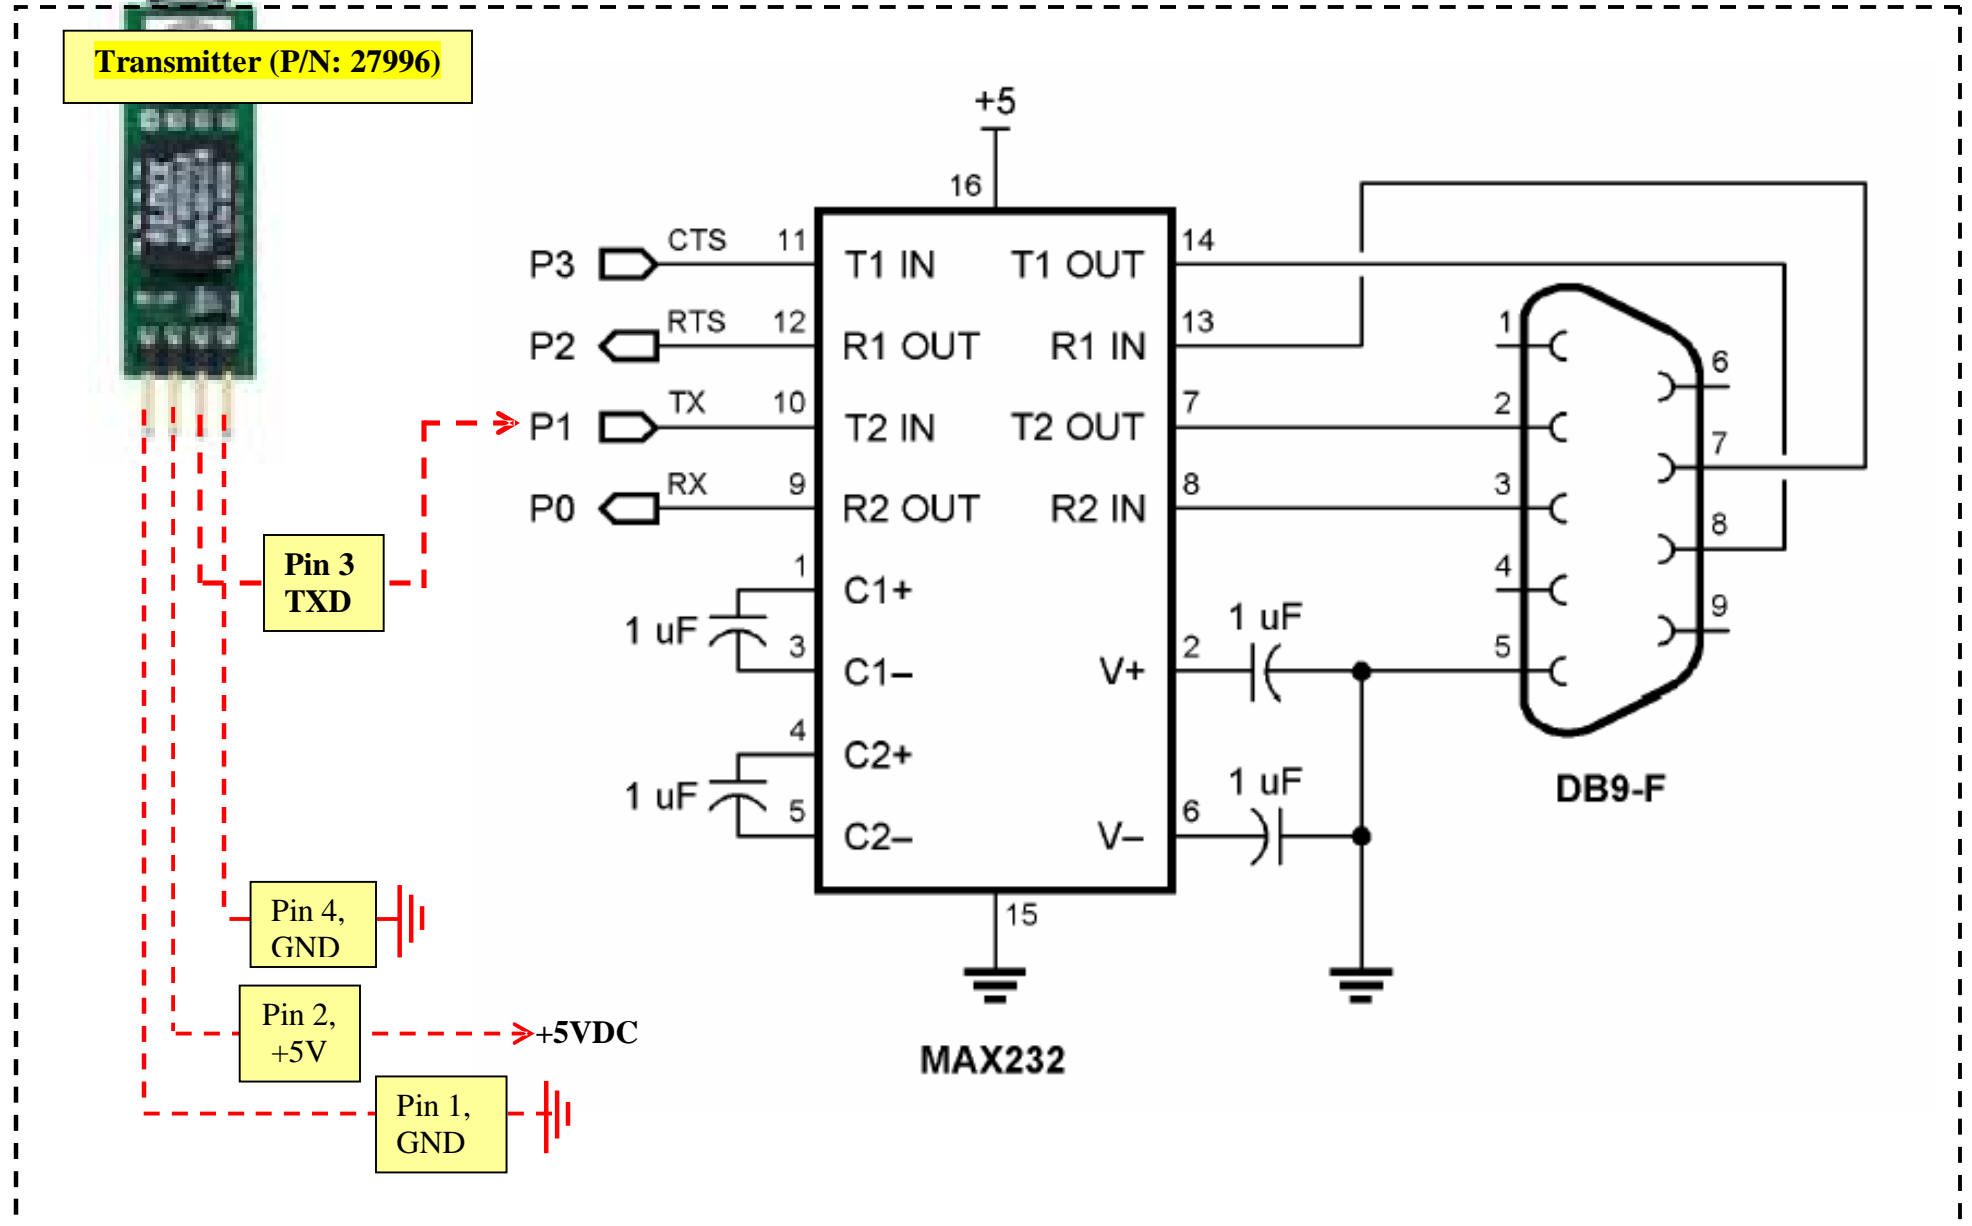 Transmitter (P/N: 27996)
+5
16
P3 CTS 11 T1 IN T1 OUT 14
P2 RTS 12 R1 OUT R1 IN 13
P1 TX 10 T2 IN T2 OUT 7
P0 RX 9 R2 OUT R2 IN 8
1 C1+
1 uF
3 C1–
4 C2+
1 uF
5 C2–
V+ 2
1 uF
V– 6
1 uF
15
MAX232
1
2
3
4
5
6
7
8
9
DB9-F
Pin 3
TXD
Pin 4,
GND
Pin 2,
+5V
+5VDC
Pin 1,
GND